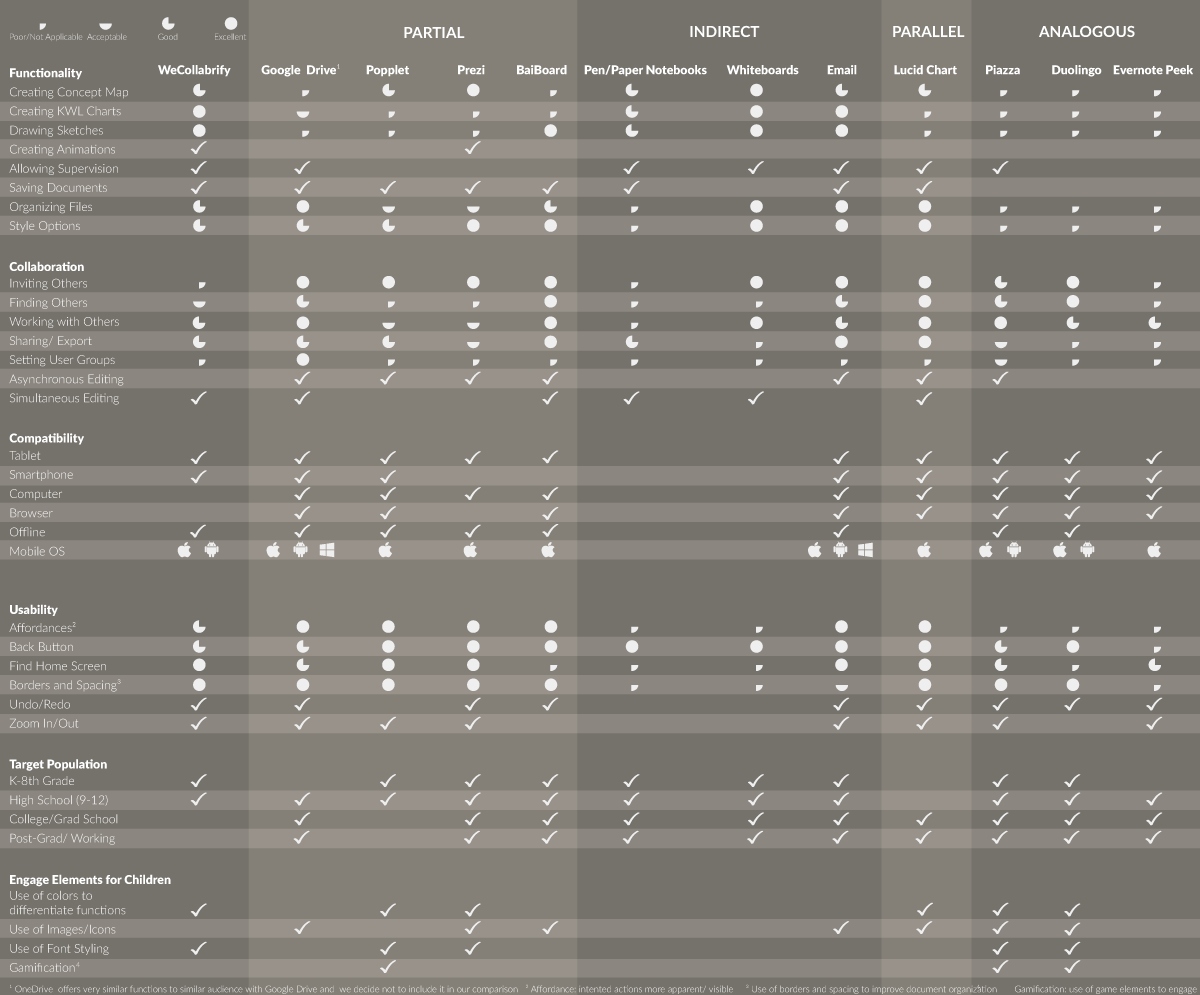 Poor/Not Applicable Acceptable Good Excellent
PARTIAL INDIRECT PARALLEL ANALOGOUS
Functionality WeCollabrify Google Drive¹ Popplet Prezi BaiBoard Pen/Paper Notebooks Whiteboards Email Lucid Chart Piazza Duolingo Evernote Peek
Creating Concept Map
Creating KWL Charts
Drawing Sketches
Creating Animations
Allowing Supervision
Saving Documents
Organizing Files
Style Options
Collaboration
Inviting Others
Finding Others
Working with Others
Sharing/ Export
Setting User Groups
Asynchronous Editing
Simultaneous Editing
Compatibility
Tablet
Smartphone
Computer
Browser
Offline
Mobile OS
Usability
Affordances²
Back Button
Find Home Screen
Borders and Spacing³
Undo/Redo
Zoom In/Out
Target Population
K-8th Grade
High School (9-12)
College/Grad School
Post-Grad/ Working
Engage Elements for Children
Use of colors to
differentiate functions
Use of Images/Icons
Use of Font Styling
Gamification⁴
¹ OneDrive offers very similar functions to similar audience with Google Drive and we decide not to include it in our comparison ² Affordance: intented actions more apparent/ visible ³ Use of borders and spacing to improve document organization ⁴ Gamification: use of game elements to engage